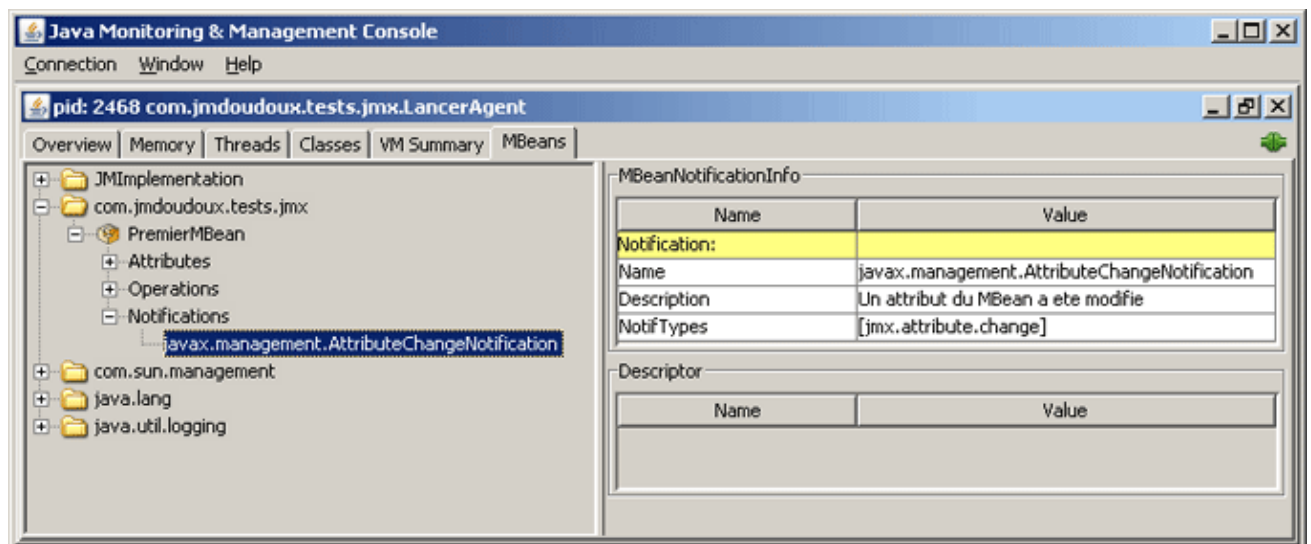 Java Monitoring & Management Console
Connection Window Help
pid: 2468 com.jmdoudoux.tests.jmx.LancerAgent
Overview Memory Threads Classes VM Summary MBeans
JMImplementation
com.jmdoudoux.tests.jmx
PremierMBean
Attributes
Operations
Notifications
javax.management.AttributeChangeNotification
com.sun.management
java.lang
java.util.logging
MBeanNotificationInfo
Name Value
Notification:
Name javax.management.AttributeChangeNotification
Description Un attribut du MBean a ete modifie
NotifTypes [jmx.attribute.change]
Descriptor
Name Value